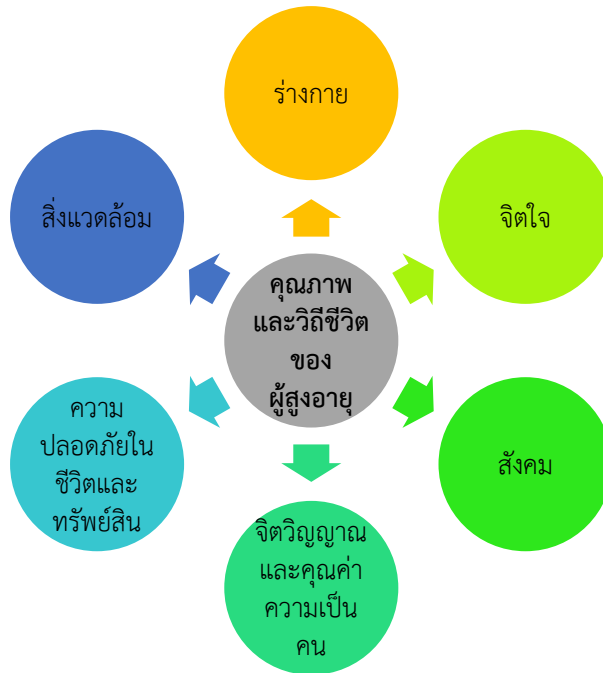 ร่างกาย
จิตใจ
สิ่งแวดล้อม
คุณภาพ
และวิถีชีวิต
ของ
ผู้สูงอายุ
สังคม
ความ
ปลอดภัยใน
ชีวิตและ
ทรัพย์สิน
จิตวิญญาณ
และคุณค่า
ความเป็น
คน